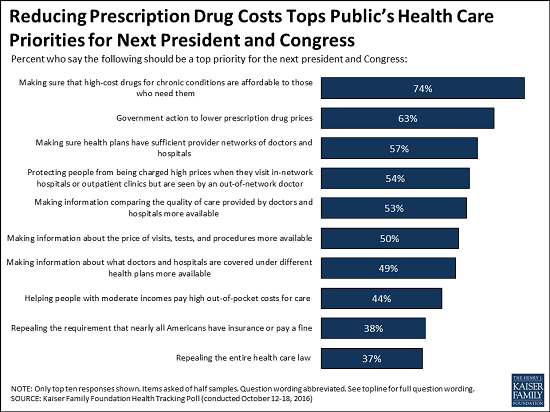 Reducing Prescription Drug Costs Tops Public's Health Care
Priorities for Next President and Congress
Percent who say the following should be a top priority for the next president and Congress:
Making sure that high-cost drugs for chronic conditions are affordable to those
who need them
74%
Government action to lower prescription drug prices
63%
Making sure health plans have sufficient provider networks of doctors and
hospitals
57%
Protecting people from being charged high prices when they visit in-network
hospitals or outpatient clinics but are seen by an out-of-network doctor
54%
Making information comparing the quality of care provided by doctors and
hospitals more available
53%
Making information about the price of visits, tests, and procedures more available
50%
Making information about what doctors and hospitals are covered under different
health plans more available
49%
Helping people with moderate incomes pay high out-of-pocket costs for care
44%
Repealing the requirement that nearly all Americans have insurance or pay a fine
38%
Repealing the entire health care law
37%
NOTE: Only top ten responses shown. Items asked of half samples. Question wording abbreviated. See topline for full question wording.
SOURCE: Kaiser Family Foundation Health Tracking Poll (conducted October 12-18, 2016)
THE HENRY J.
KAISER
FAMILY
FOUNDATION